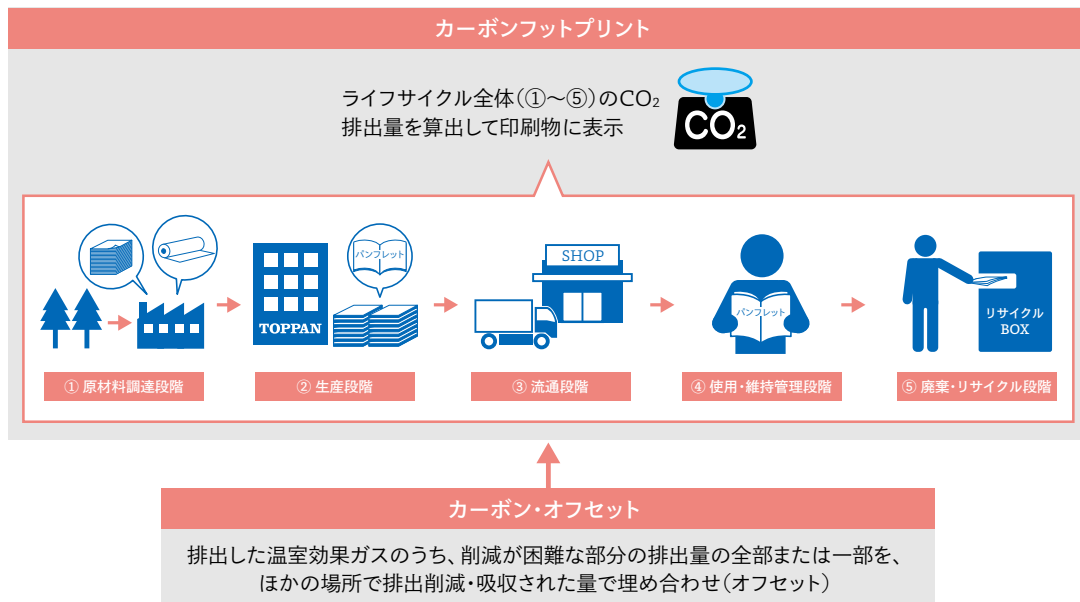 カーボンフットプリント
ライフサイクル全体(①〜⑤)のCO₂
排出量を算出して印刷物に表示
CO₂
パンフレット
TOPPAN
SHOP
パンフレット
リサイクル
BOX
① 原材料調達段階
② 生産段階
③ 流通段階
④ 使用・維持管理段階
⑤ 廃棄・リサイクル段階
カーボン・オフセット
排出した温室効果ガスのうち、削減が困難な部分の排出量の全部または一部を、
ほかの場所で排出削減・吸収された量で埋め合わせ(オフセット)